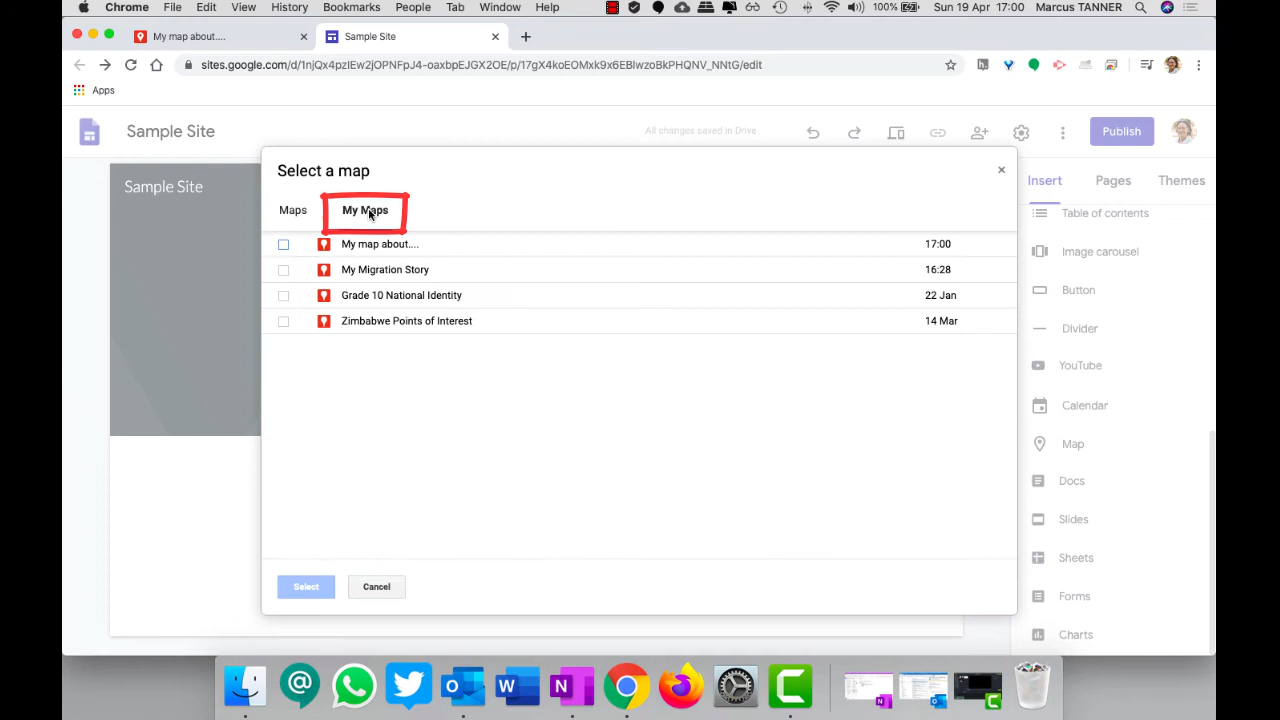 Chrome File Edit View History Bookmarks People Tab Window Help 100% Sun 19 Apr 17:00 Marcus TANNER
My map about.... Sample Site
sites.google.com/d/1njQx4pzIEw2jOPNFpJ4-oaxbpEJGX2OE/p/17gX4koEOMxk9x6EBlwzoBkPHQNV_NNtG/edit
Apps
Sample Site All changes saved in Drive Publish
Select a map
Insert Pages Themes
Sample Site
Maps My Maps
Table of contents
My map about.... 17:00
Image carousel
My Migration Story 16:28
Button
Grade 10 National Identity 22 Jan
Zimbabwe Points of Interest 14 Mar
Divider
YouTube
Calendar
Map
Docs
Slides
Sheets
Select Cancel
Forms
Charts